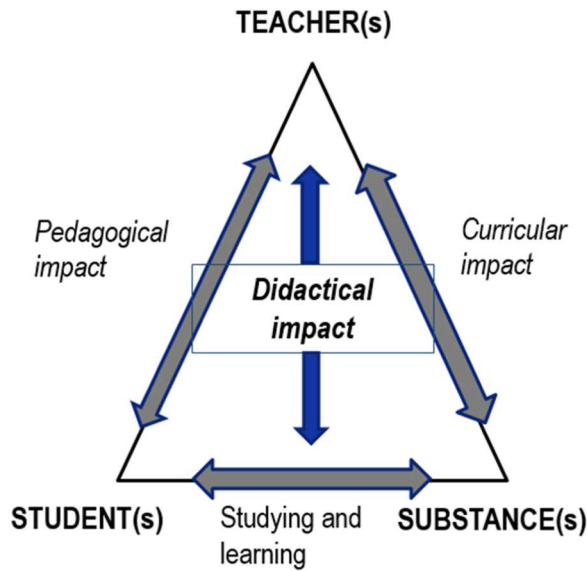 TEACHER(s)
Pedagogical
impact
Curricular
impact
Didactical
impact
STUDENT(s)
Studying and
learning
SUBSTANCE(s)